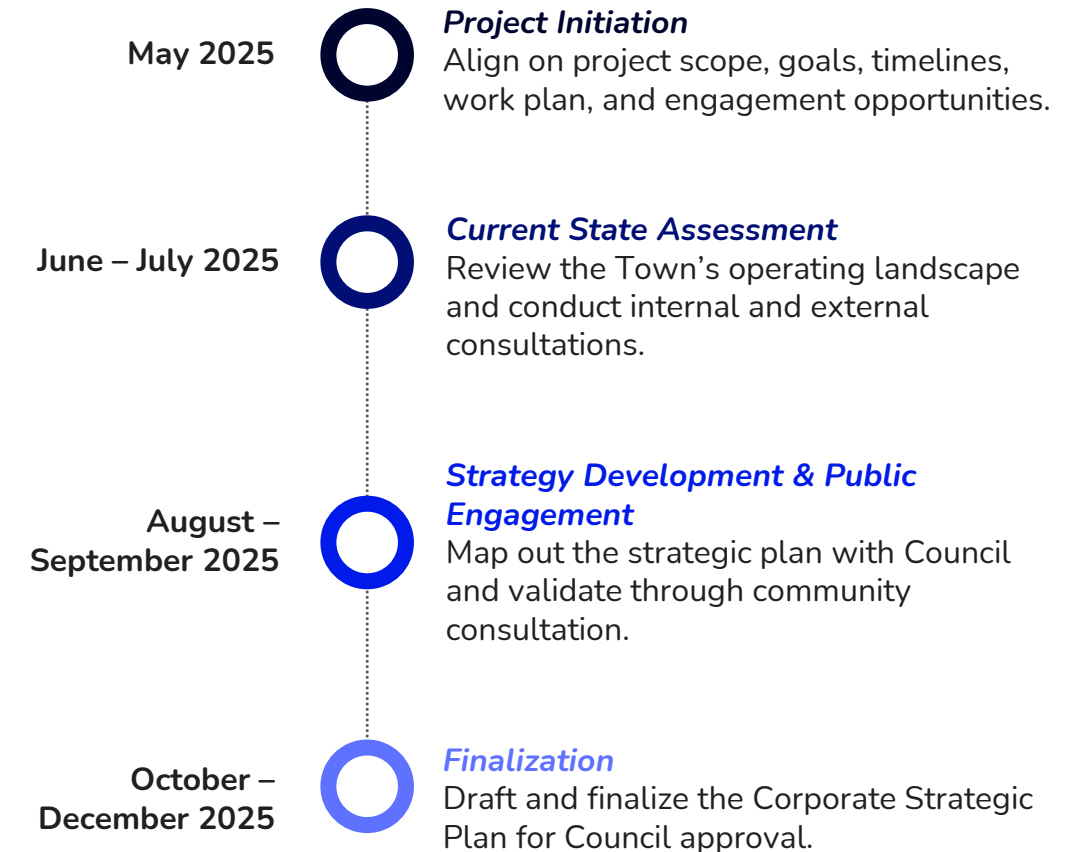 May 2025
Project Initiation
Align on project scope, goals, timelines,
work plan, and engagement opportunities.
June – July 2025
Current State Assessment
Review the Town’s operating landscape
and conduct internal and external
consultations.
August –
September 2025
Strategy Development & Public
Engagement
Map out the strategic plan with Council
and validate through community
consultation.
October –
December 2025
Finalization
Draft and finalize the Corporate Strategic
Plan for Council approval.